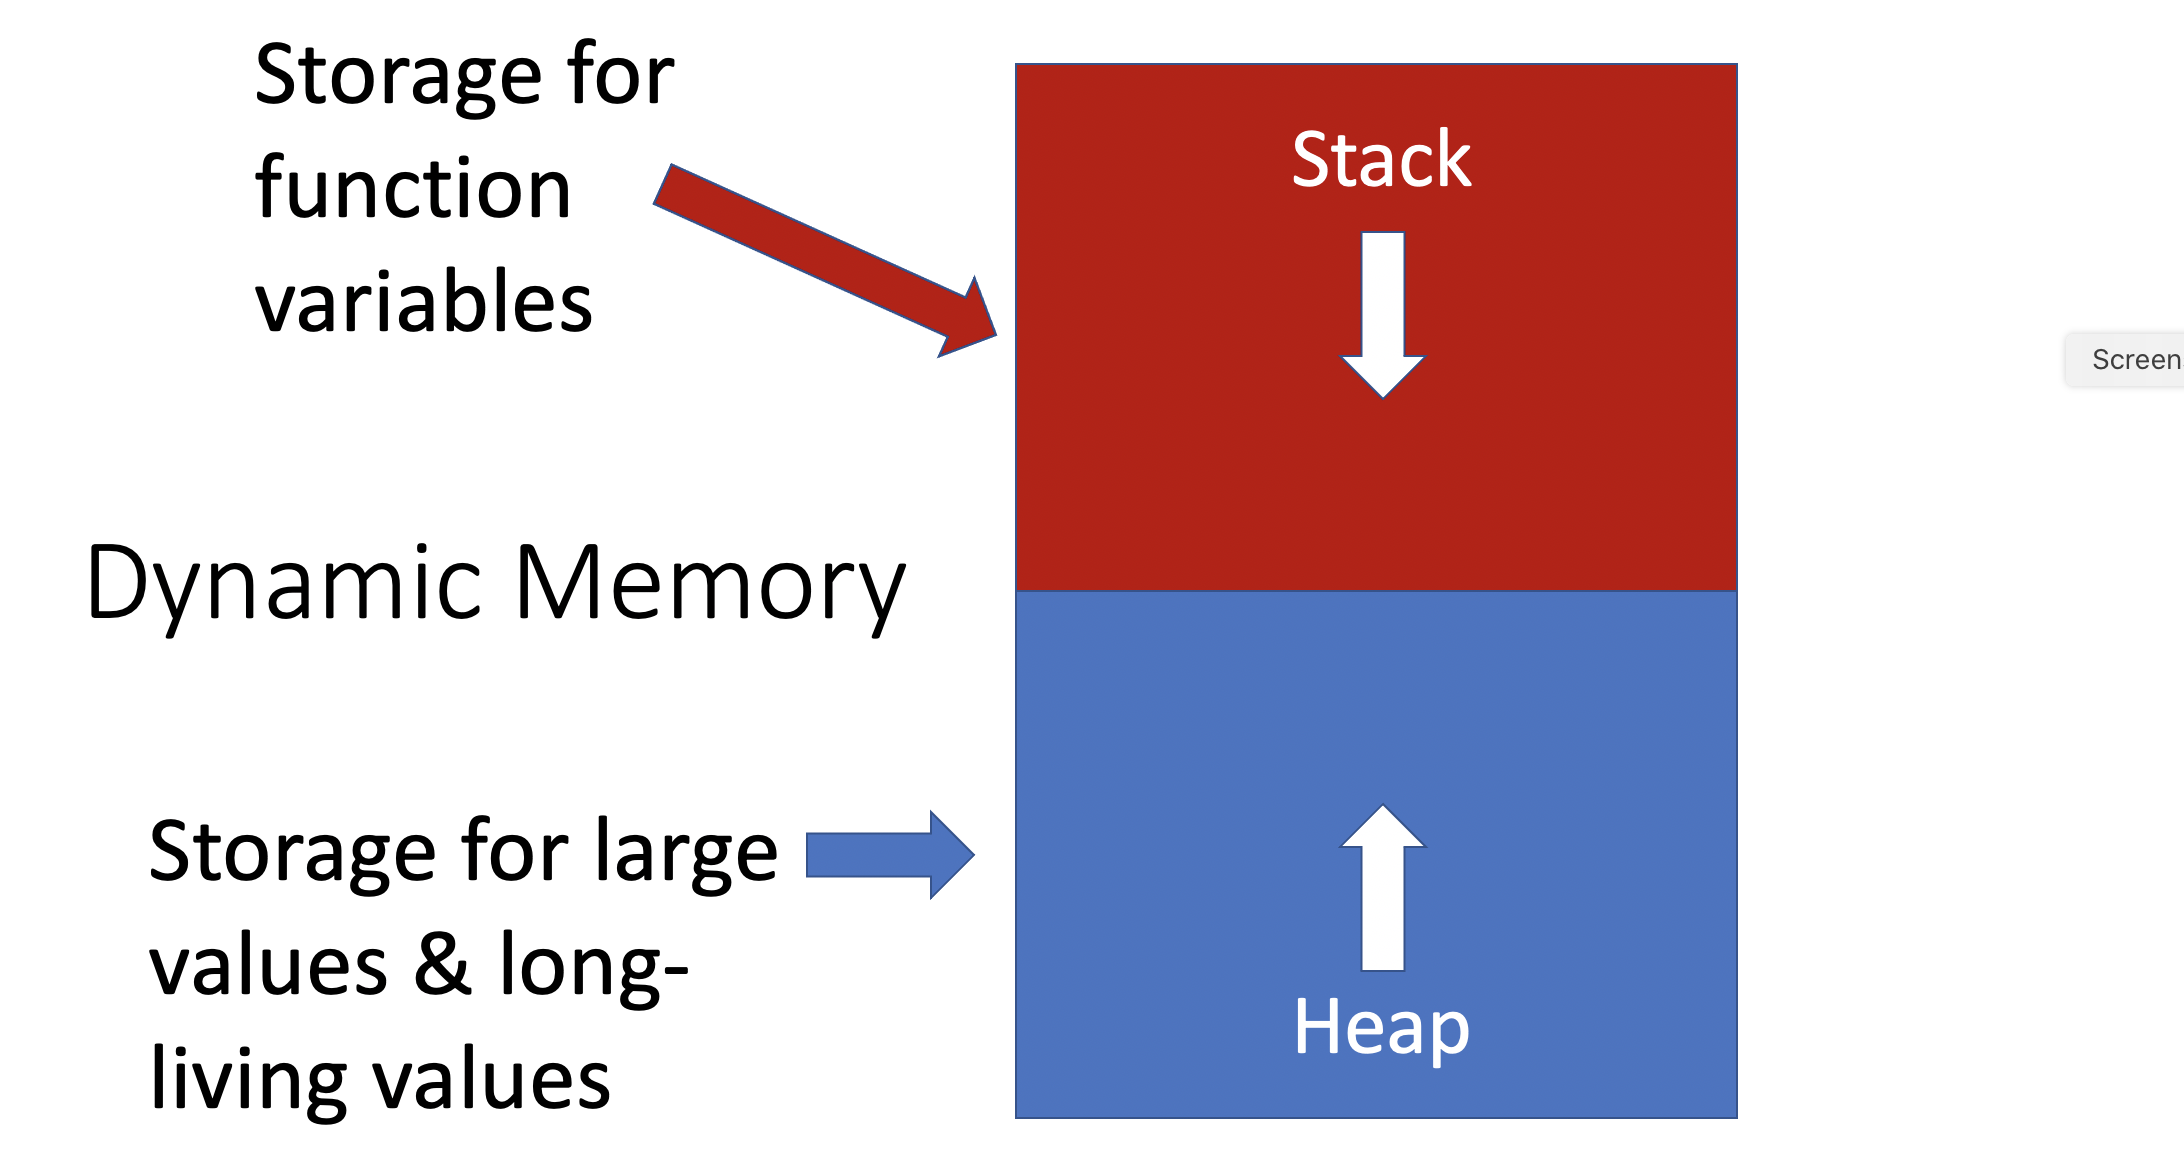 Storage for
function
variables
Stack
Screen
Dynamic Memory
Storage for large
values & long-
living values
Heap